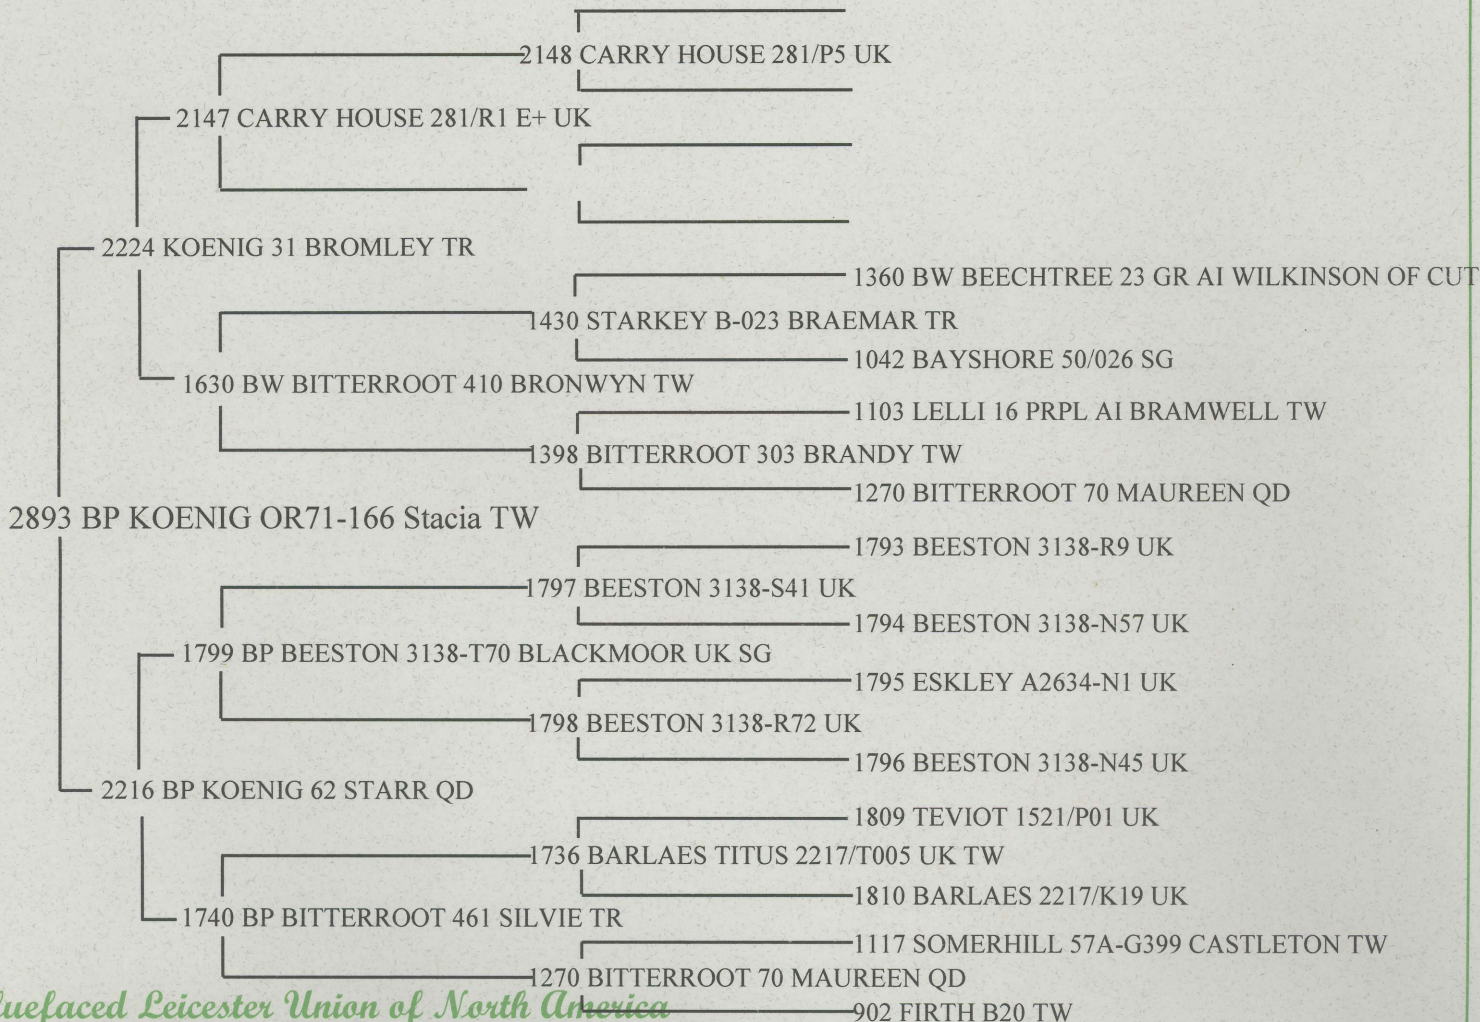 2148 CARRY HOUSE 281/P5 UK
2147 CARRY HOUSE 281/R1 E+ UK
2224 KOENIG 31 BROMLEY TR
1360 BW BEECHTREE 23 GR AI WILKINSON OF CUT
1430 STARKEY B-023 BRAEMAR TR
1042 BAYSHORE 50/026 SG
1630 BW BITTERROOT 410 BRONWYN TW
1103 LELLI 16 PRPL AI BRAMWELL TW
1398 BITTERROOT 303 BRANDY TW
1270 BITTERROOT 70 MAUREEN QD
2893 BP KOENIG OR71-166 Stacia TW
1793 BEESTON 3138-R9 UK
1797 BEESTON 3138-S41 UK
1794 BEESTON 3138-N57 UK
1799 BP BEESTON 3138-T70 BLACKMOOR UK SG
1795 ESKLEY A2634-N1 UK
1798 BEESTON 3138-R72 UK
1796 BEESTON 3138-N45 UK
2216 BP KOENIG 62 STARR QD
1809 TEVIOT 1521/P01 UK
1736 BARLAES TITUS 2217/T005 UK TW
1810 BARLAES 2217/K19 UK
1740 BP BITTERROOT 461 SILVIE TR
1117 SOMERHILL 57A-G399 CASTLETON TW
1270 BITTERROOT 70 MAUREEN QD
luefaced Leicester Union of North America
902 FIRTH B20 TW